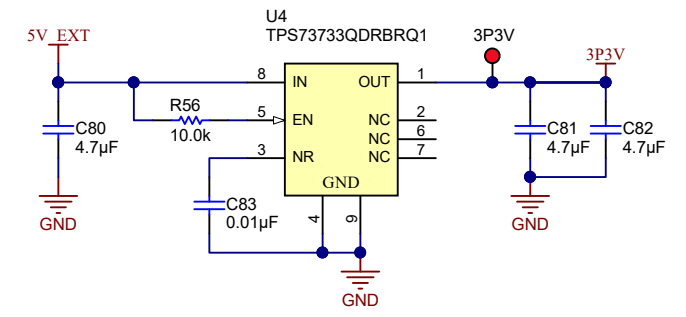 U4
TPS73733QDRBRQ1
5V_EXT
3P3V
3P3V
8 IN OUT 1
R56
10.0k
5 EN NC 2
NC 6
3 NR NC 7
C80
4.7µF
C81
4.7µF
C82
4.7µF
GND
C83
0.01µF
4 9
GND
GND
GND